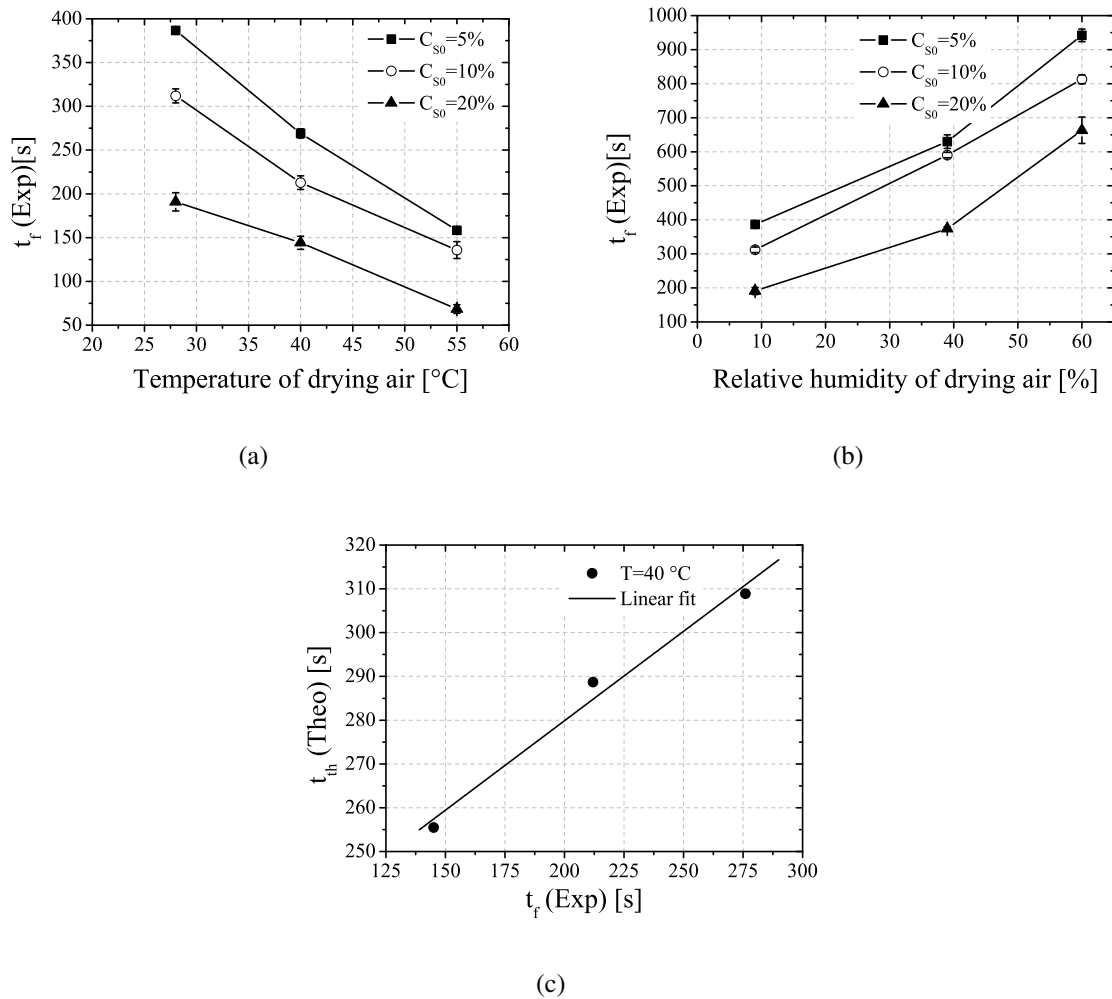 400
350
300
250
200
150
100
50
t_f (Exp)[s]
C_S0=5%
C_S0=10%
C_S0=20%
20 25 30 35 40 45 50 55 60
Temperature of drying air [°C]
(a)
1000
900
800
700
600
500
400
300
200
100
t_f (Exp)[s]
C_S0=5%
C_S0=10%
C_S0=20%
0 10 20 30 40 50 60
Relative humidity of drying air [%]
(b)
320
310
300
290
280
270
260
250
t_th (Theo) [s]
T=40 °C
Linear fit
125 150 175 200 225 250 275 300
t_f (Exp) [s]
(c)